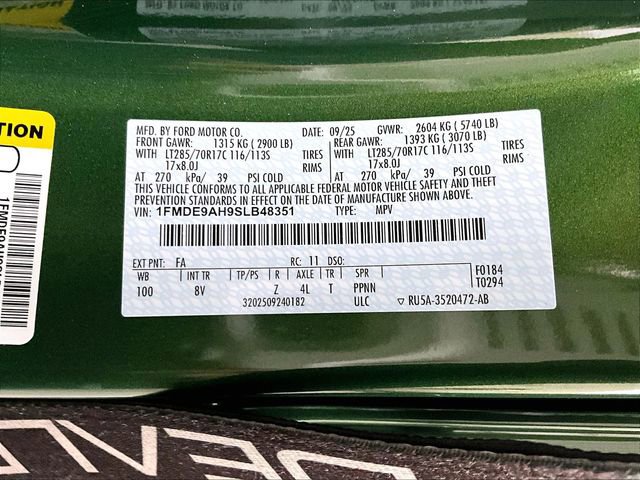 TION
MFD. BY FORD MOTOR CO. DATE: 09/25 GVWR: 2604 KG ( 5740 LB)
FRONT GAWR: 1315 KG ( 2900 LB) REAR GAWR: 1393 KG ( 3070 LB)
WITH LT285/70R17C 116/113S TIRES WITH LT285/70R17C 116/113S TIRES
17x8.0J RIMS 17x8.0J RIMS
AT 270 kPa/ 39 PSI COLD AT 270 kPa/ 39 PSI COLD
THIS VEHICLE CONFORMS TO ALL APPLICABLE FEDERAL MOTOR VEHICLE SAFETY AND THEFT
PREVENTION STANDARDS IN EFFECT ON THE DATE OF MANUFACTURE SHOWN ABOVE.
VIN: 1FMDE9AH9SLB48351 TYPE: MPV
EXT PNT: FA RC: 11 DSO:
WB INT TR TP/PS R AXLE TR SPR F0184
100 8V Z 4L T PPNN T0294
3202509240182 ULC ▽ RU5A-3520472-AB